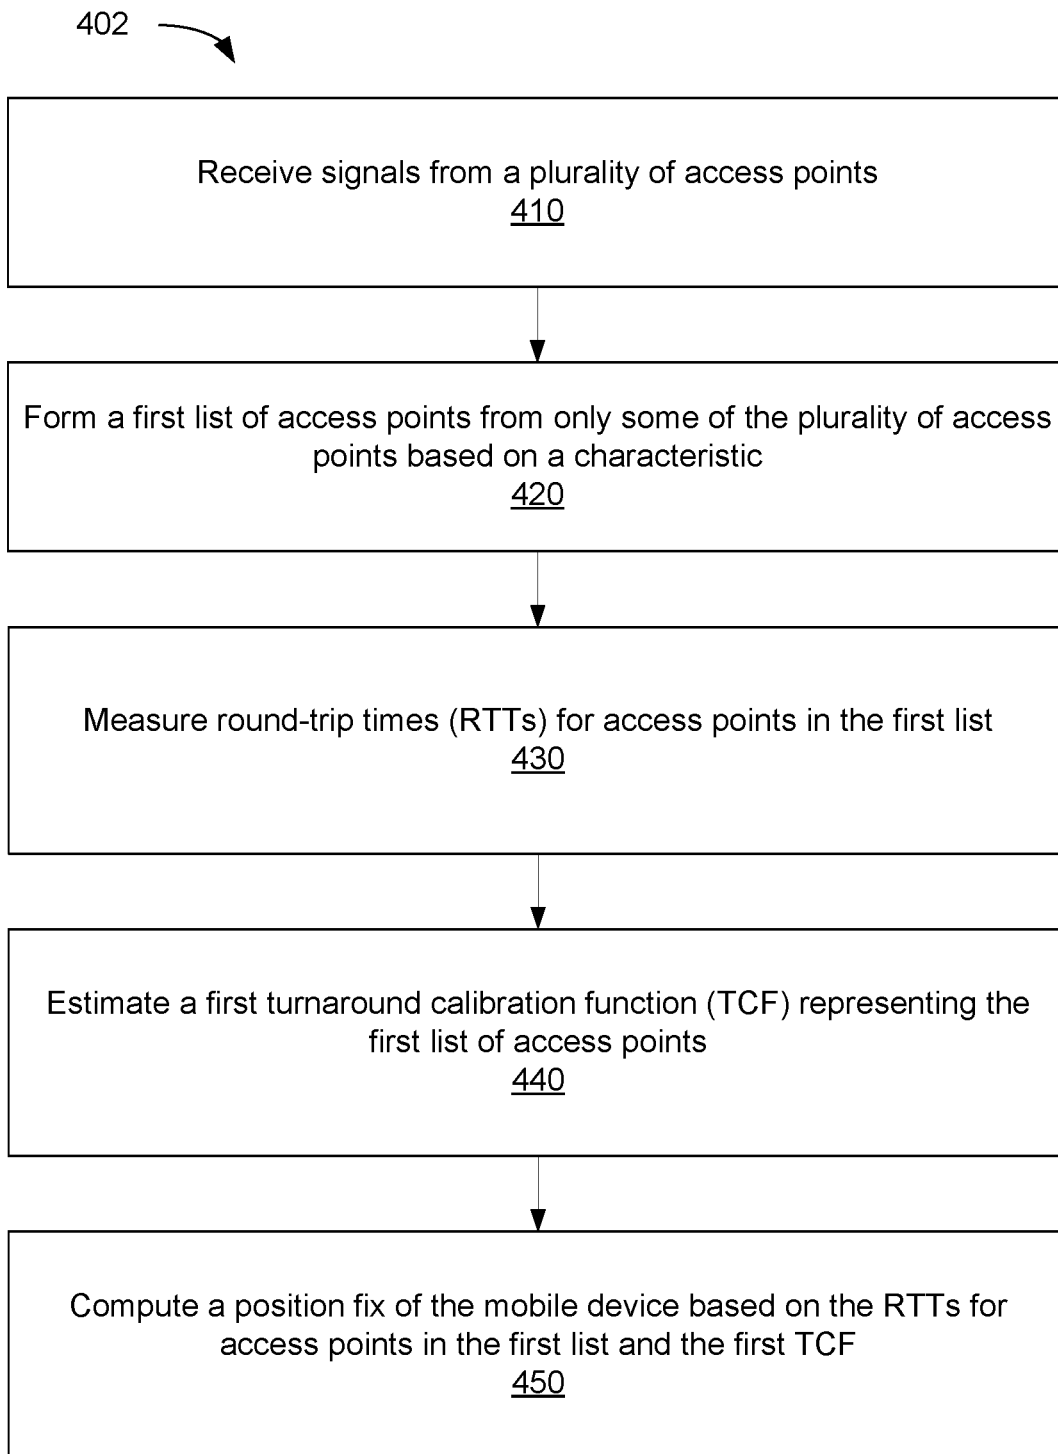 402
Receive signals from a plurality of access points
410
Form a first list of access points from only some of the plurality of access
points based on a characteristic
420
Measure round-trip times (RTTs) for access points in the first list
430
Estimate a first turnaround calibration function (TCF) representing the
first list of access points
440
Compute a position fix of the mobile device based on the RTTs for
access points in the first list and the first TCF
450